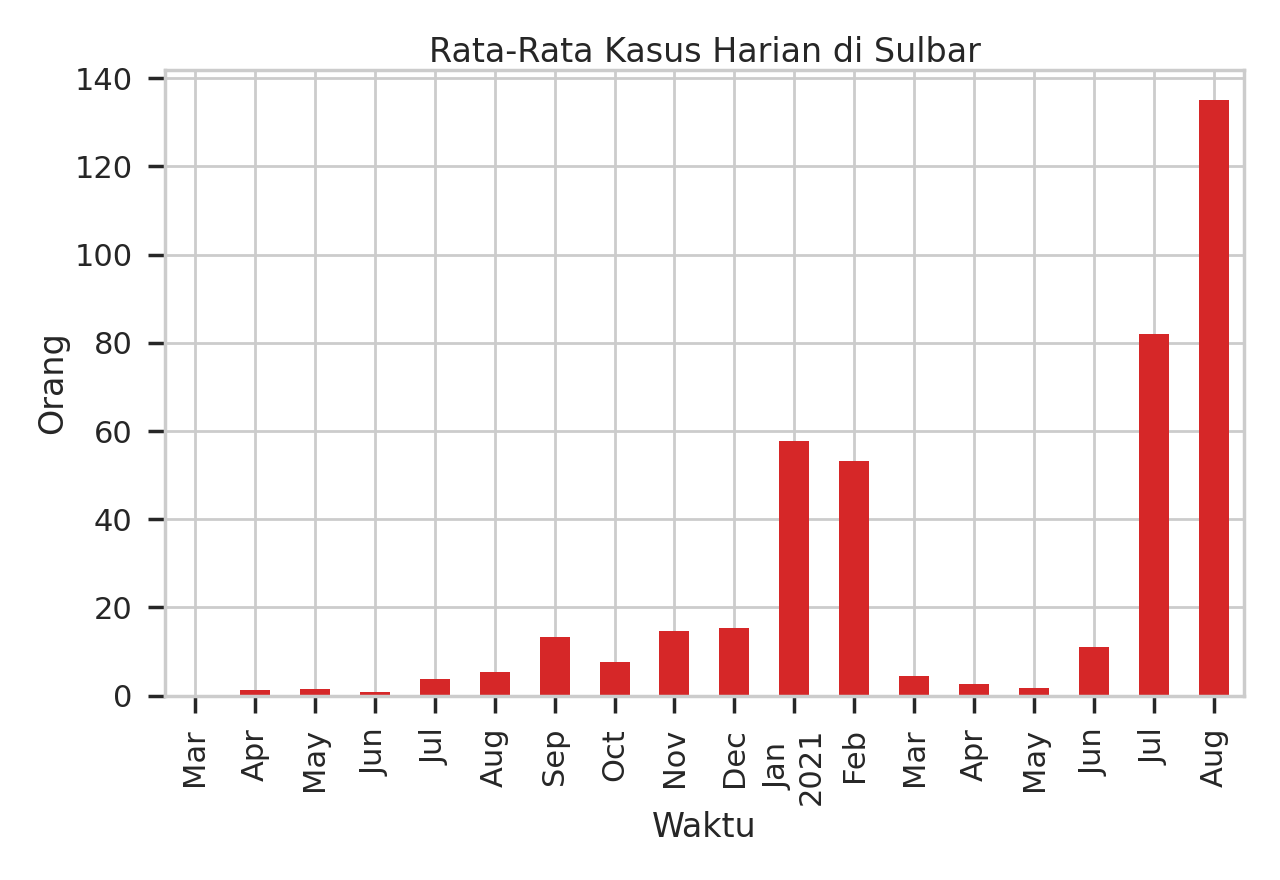 Rata-Rata Kasus Harian di Sulbar
140
120
100
80
60
40
20
0
Orang
Mar
Apr
May
Jun
Jul
Aug
Sep
Oct
Nov
Dec
Jan
2021
Feb
Mar
Apr
May
Jun
Jul
Aug
Waktu